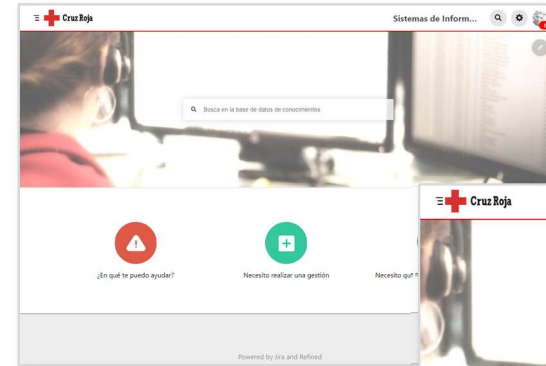 Cruz Roja
Sistemas de Inform...
Busca en la base de datos de conocimientos
¿En qué te puedo ayudar?
Necesito realizar una gestión
Necesito
Powered by Jira and Refined
Cruz Roja